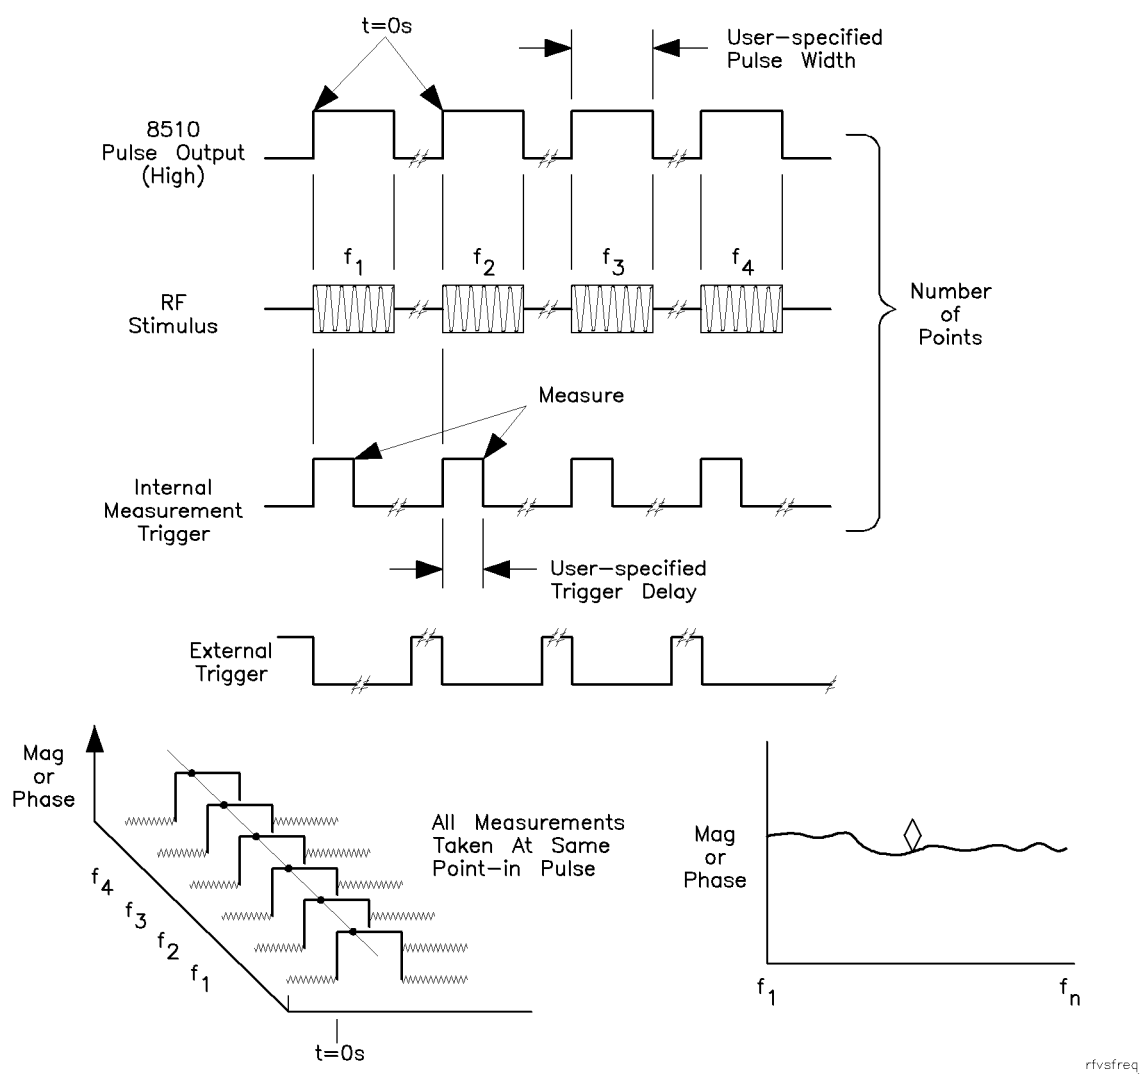 t=0s
User-specified
Pulse Width
8510
Pulse Output
(High)
f1
f2
f3
f4
RF
Stimulus
Number
of
Points
Measure
Internal
Measurement
Trigger
User-specified
Trigger Delay
External
Trigger
Mag
or
Phase
f4
f3
f2
f1
t=0s
All Measurements
Taken At Same
Point-in Pulse
Mag
or
Phase
f1
fn
rfvsfreq